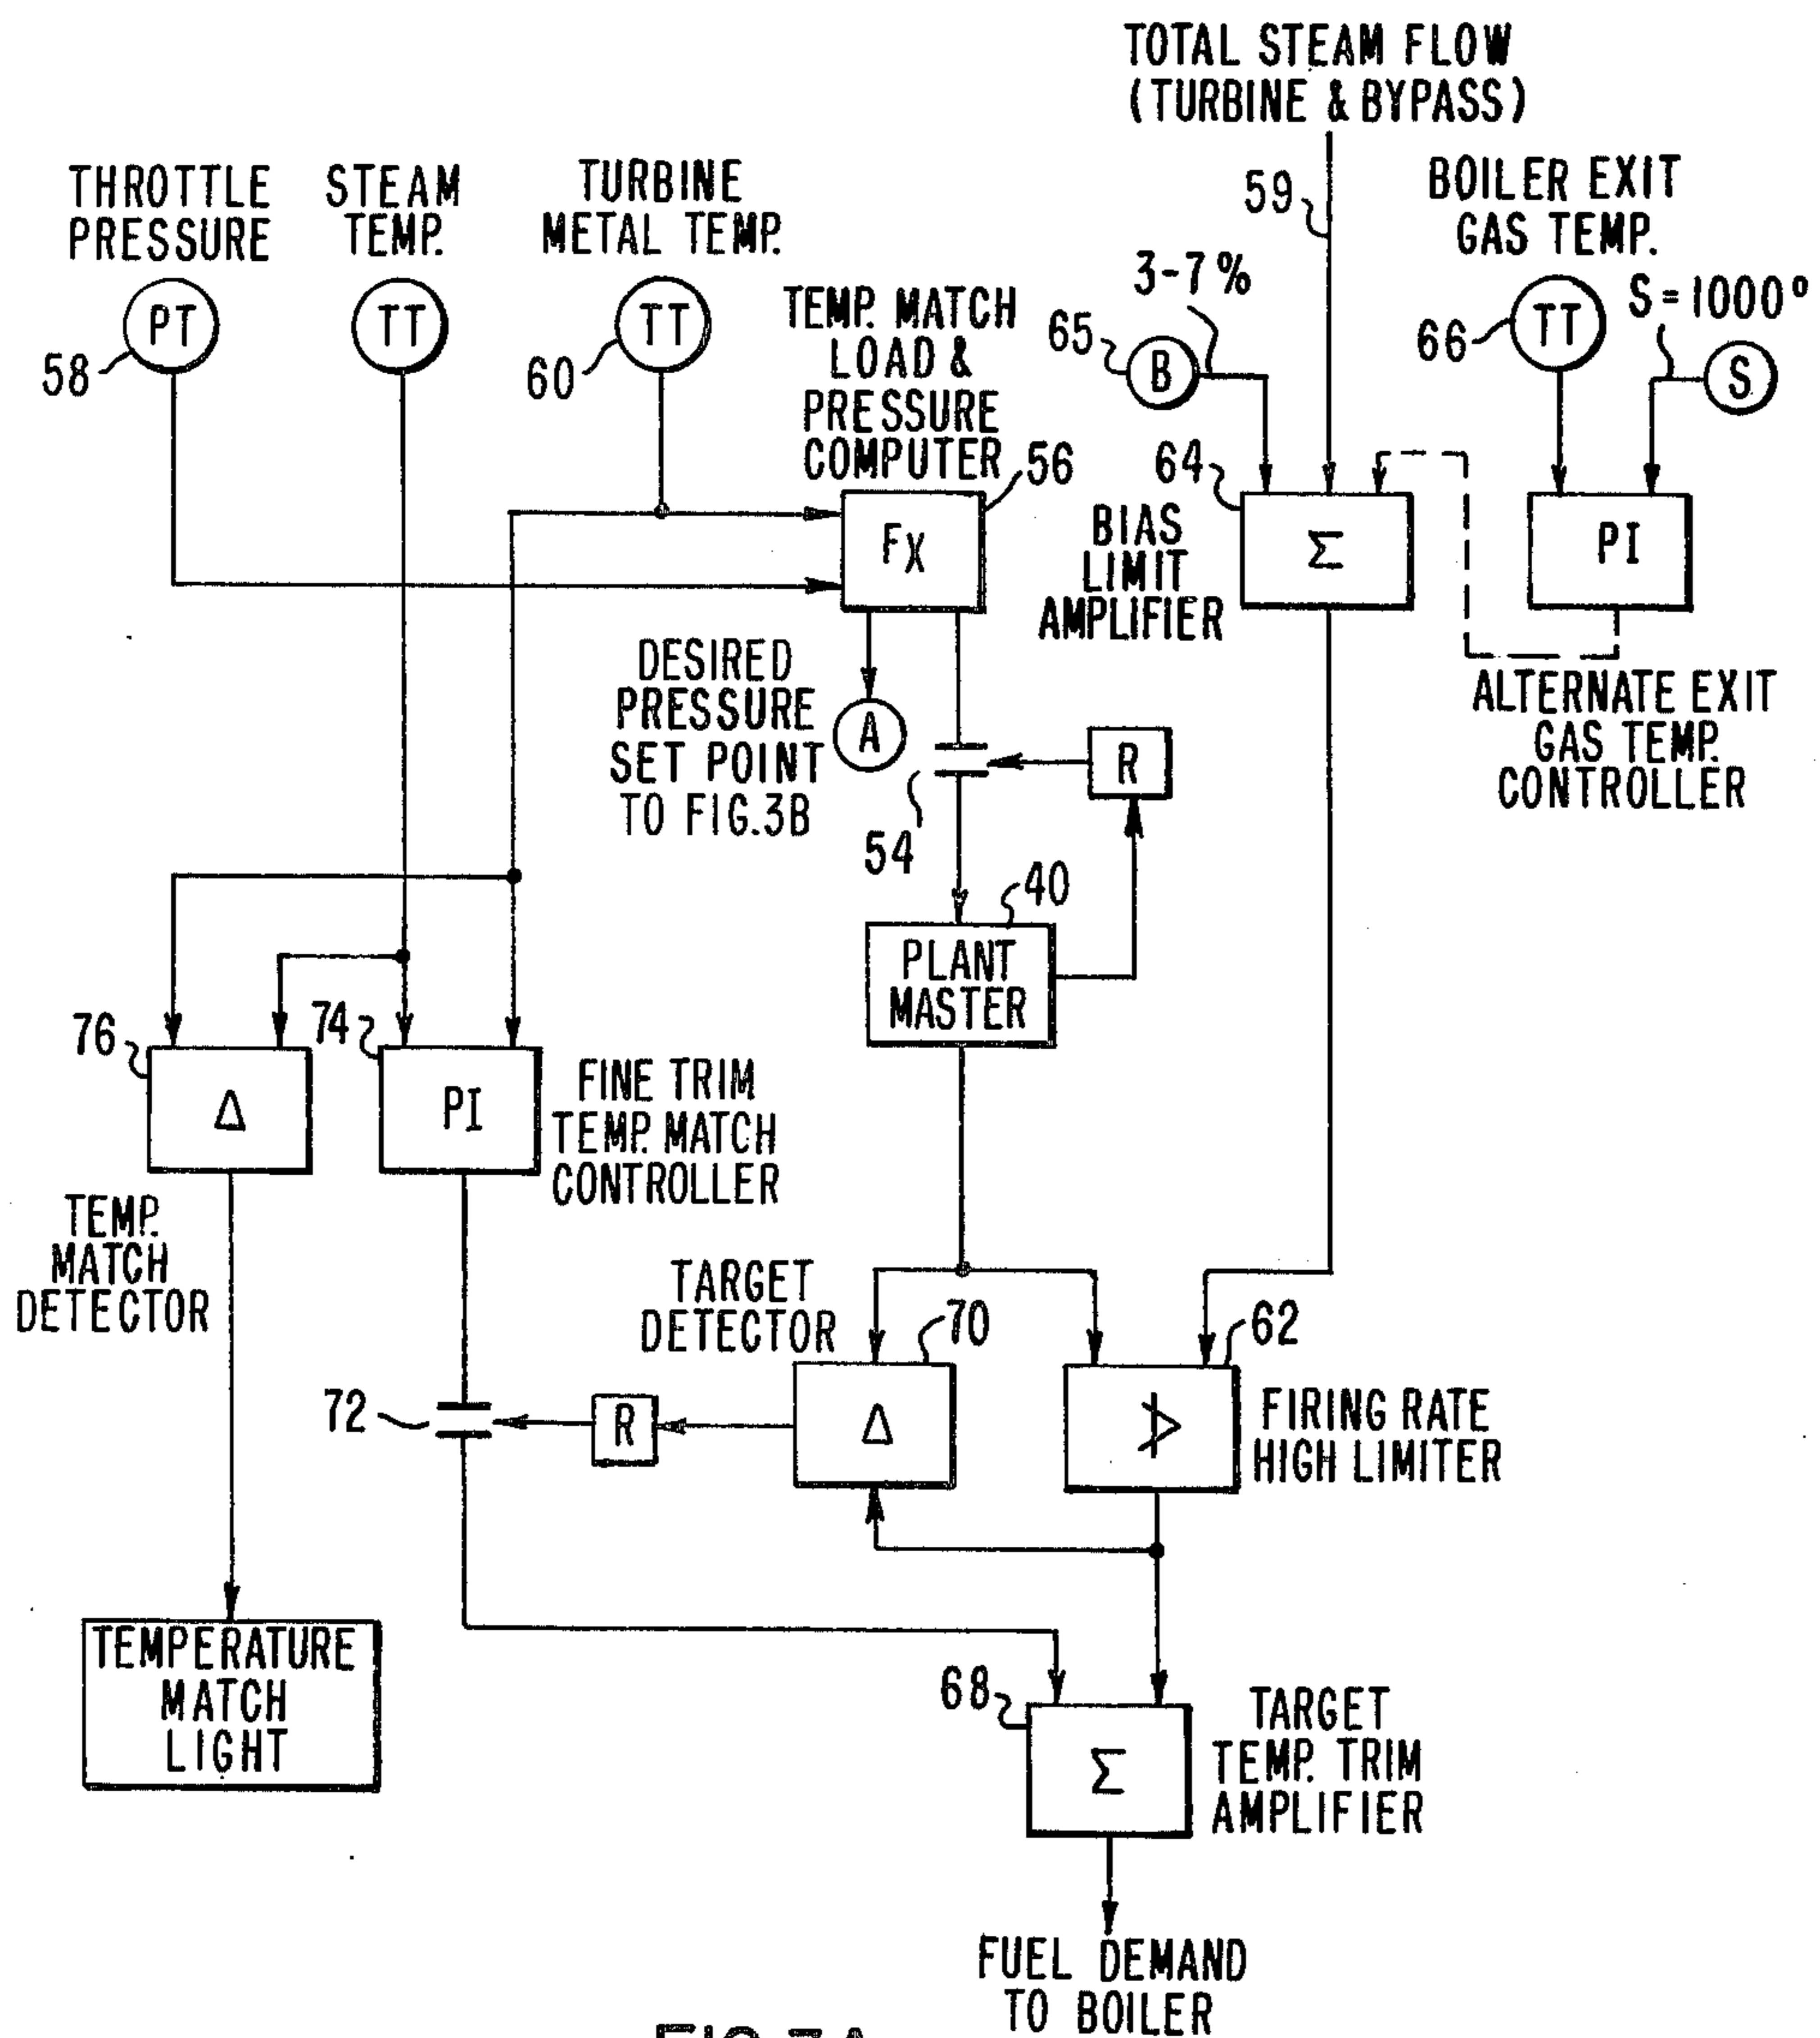 TOTAL STEAM FLOW
(TURBINE & BYPASS)
THROTTLE
PRESSURE
STEAM
TEMP.
TURBINE
METAL TEMP.
59
BOILER EXIT
GAS TEMP.
3-7%
S=1000°
PT
58
TT
TT
60
TEMP. MATCH
LOAD &
PRESSURE
COMPUTER
56
65
B
66
TT
S
64
FX
BIAS
LIMIT
AMPLIFIER
Σ
PI
DESIRED
PRESSURE
SET POINT
TO FIG.3B
A
R
54
ALTERNATE EXIT
GAS TEMP.
CONTROLLER
40
PLANT
MASTER
76
Δ
74
PI
FINE TRIM
TEMP. MATCH
CONTROLLER
TEMP.
MATCH
DETECTOR
TARGET
DETECTOR
70
62
72
R
Δ
FIRING RATE
HIGH LIMITER
TEMPERATURE
MATCH
LIGHT
68
Σ
TARGET
TEMP. TRIM
AMPLIFIER
FUEL DEMAND
TO BOILER
FIG.3A